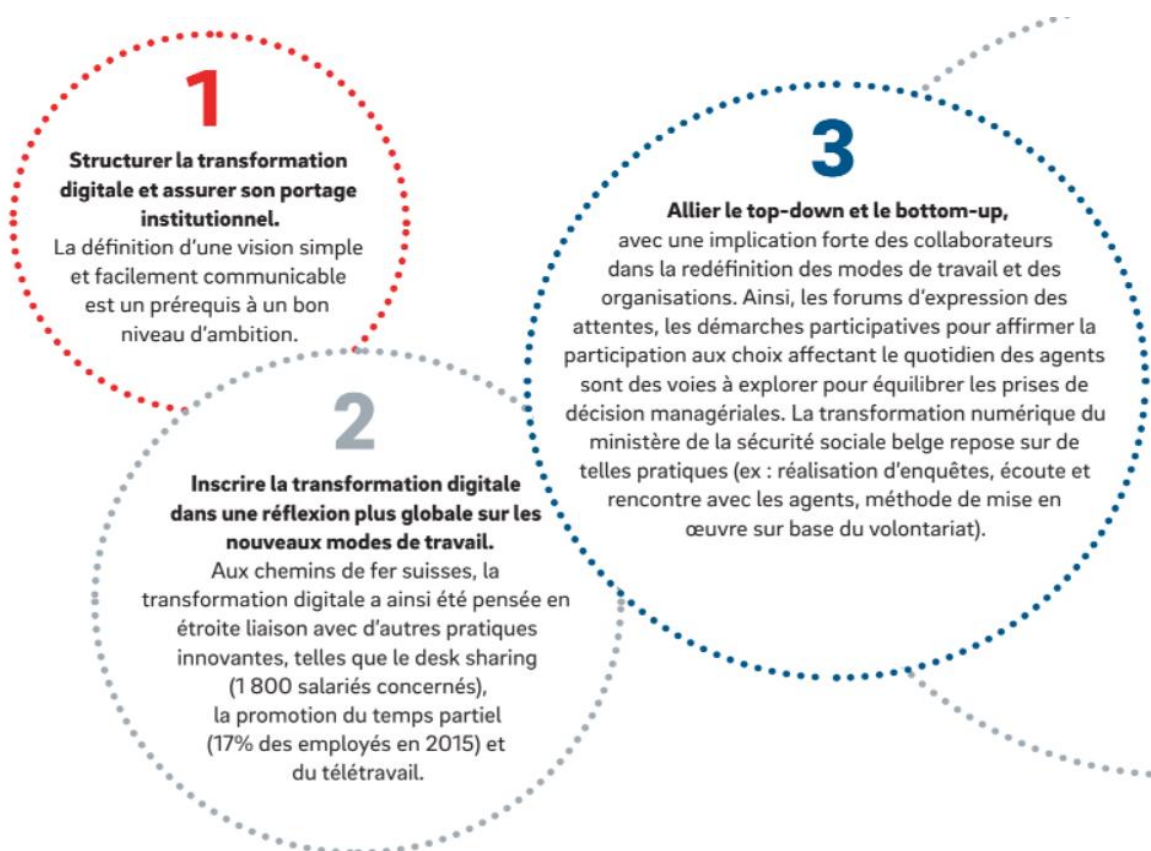 1
Structurer la transformation
digitale et assurer son portage
institutionnel.
La définition d'une vision simple
et facilement communicable
est un prérequis à un bon
niveau d'ambition.
2
Inscrire la transformation digitale
dans une réflexion plus globale sur les
nouveaux modes de travail.
Aux chemins de fer suisses, la
transformation digitale a ainsi été pensée en
étroite liaison avec d'autres pratiques
innovantes, telles que le desk sharing
(1 800 salariés concernés),
la promotion du temps partiel
(17% des employés en 2015) et
du télétravail.
3
Allier le top-down et le bottom-up,
avec une implication forte des collaborateurs
dans la redéfinition des modes de travail et des
organisations. Ainsi, les forums d'expression des
attentes, les démarches participatives pour affirmer la
participation aux choix affectant le quotidien des agents
sont des voies à explorer pour équilibrer les prises de
décision managériales. La transformation numérique du
ministère de la sécurité sociale belge repose sur de
telles pratiques (ex : réalisation d'enquêtes, écoute et
rencontre avec les agents, méthode de mise en
œuvre sur base du volontariat).